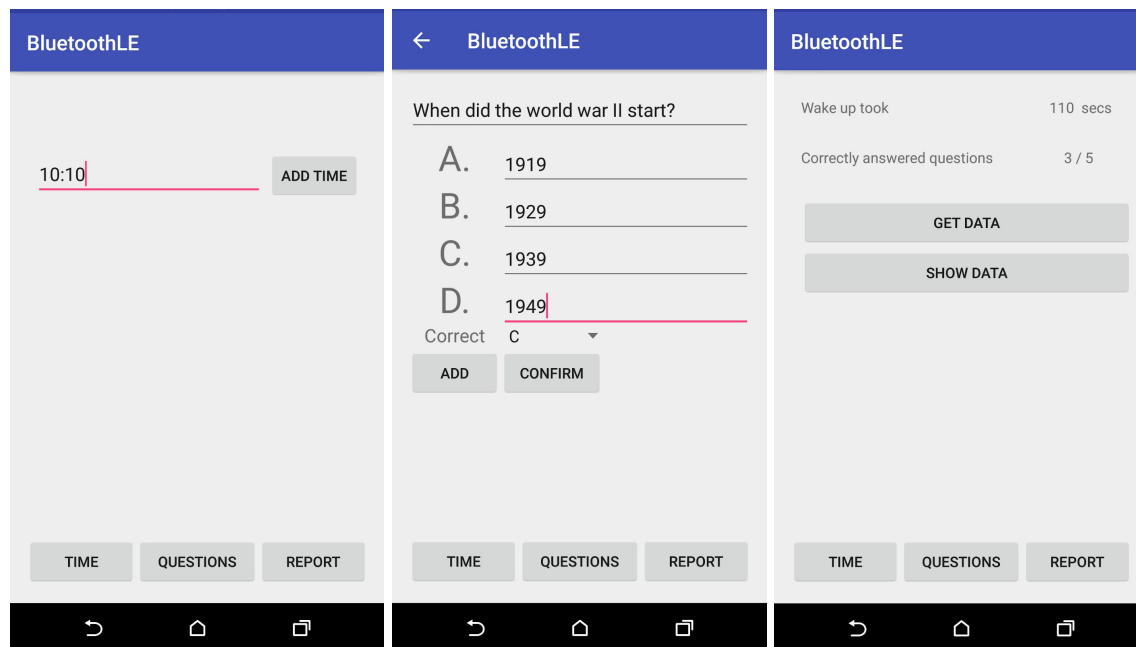 BluetoothLE
10:10
ADD TIME
TIME
QUESTIONS
REPORT
BluetoothLE
When did the world war II start?
A. 1919
B. 1929
C. 1939
D. 1949
Correct C
ADD
CONFIRM
TIME
QUESTIONS
REPORT
BluetoothLE
Wake up took 110 secs
Correctly answered questions 3 / 5
GET DATA
SHOW DATA
TIME
QUESTIONS
REPORT